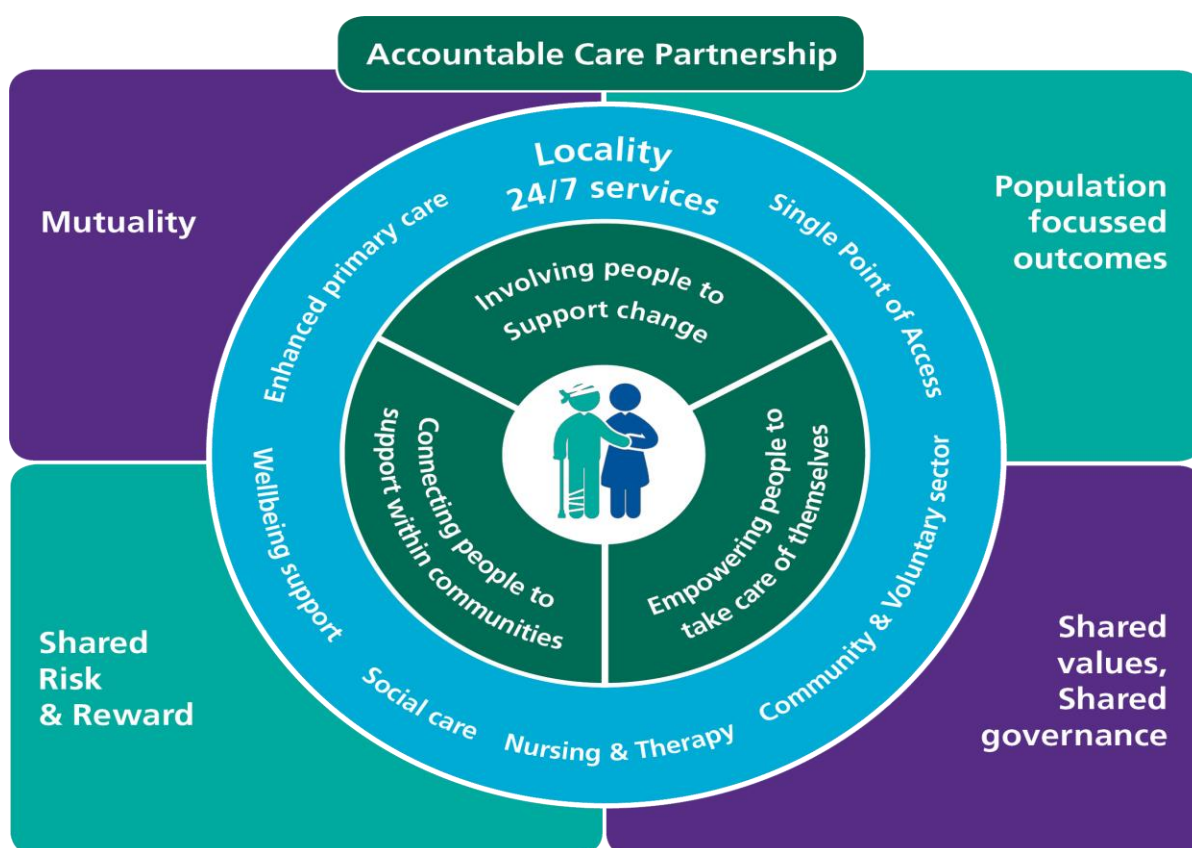 Accountable Care Partnership
Mutuality
Population
focussed
outcomes
Locality
24/7 services
Single Point of Access
Community & Voluntary sector
Nursing & Therapy
Social care
Wellbeing support
Enhanced primary care
Involving people to
Support change
Empowering people to
take care of themselves
Connecting people to
support within communities
Shared
Risk
& Reward
Shared
values,
Shared
governance